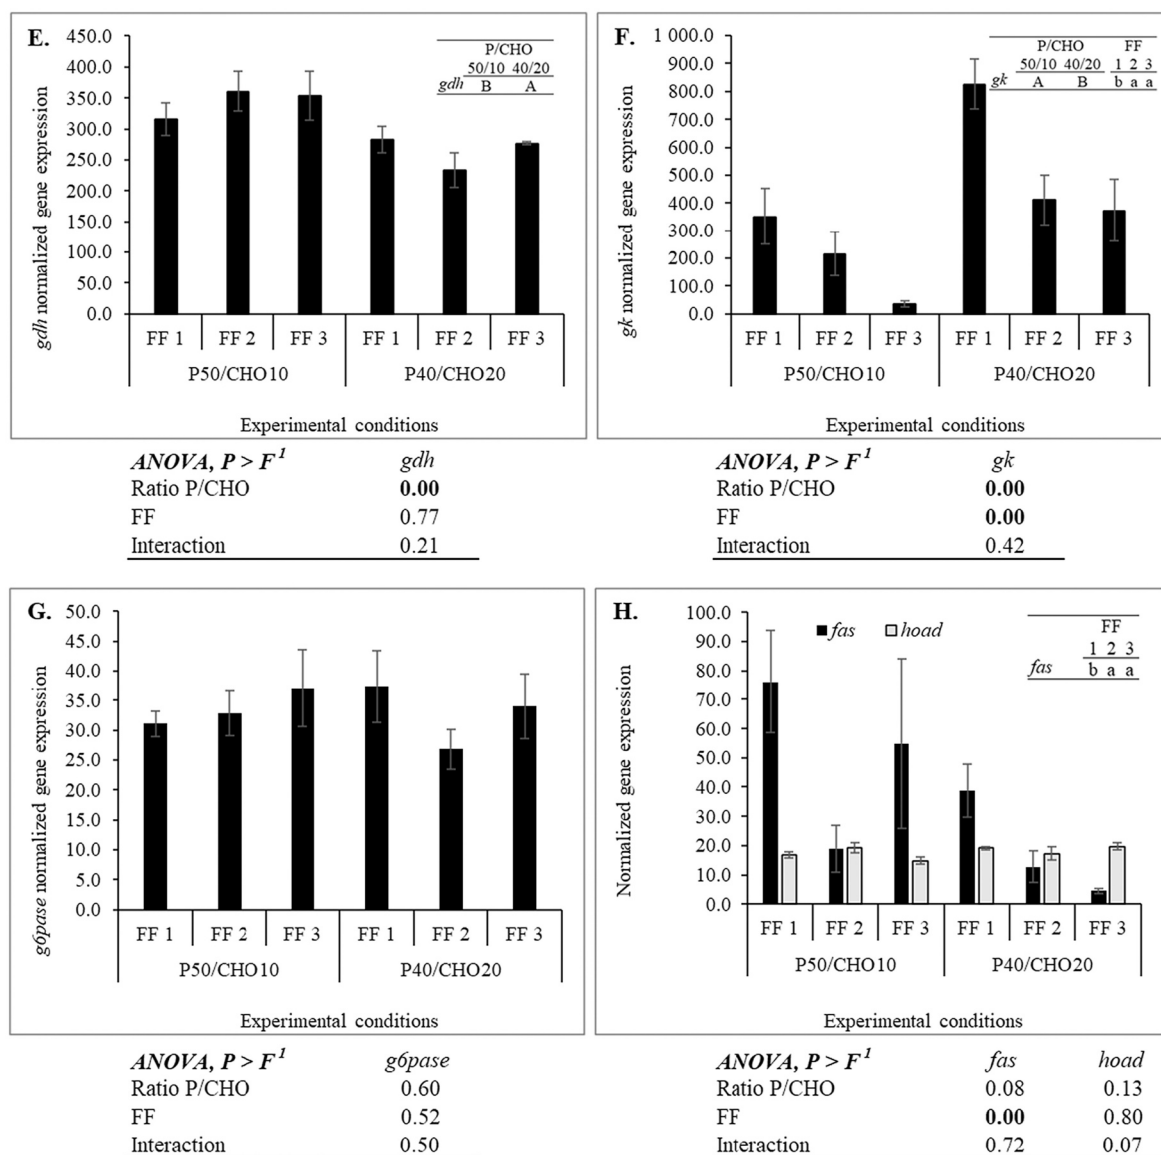 E.
gdh normalized gene expression
450.0
400.0
350.0
300.0
250.0
200.0
150.0
100.0
50.0
0.0
P/CHO
50/10 40/20
gdh B A
FF 1 FF 2 FF 3 FF 1 FF 2 FF 3
P50/CHO10 P40/CHO20
Experimental conditions
ANOVA, P > F 1 gdh
Ratio P/CHO 0.00
FF 0.77
Interaction 0.21
F.
gk normalized gene expression
1 000.0
900.0
800.0
700.0
600.0
500.0
400.0
300.0
200.0
100.0
0.0
P/CHO FF
50/10 40/20 1 2 3
gk A B b a a
FF 1 FF 2 FF 3 FF 1 FF 2 FF 3
P50/CHO10 P40/CHO20
Experimental conditions
ANOVA, P > F 1 gk
Ratio P/CHO 0.00
FF 0.00
Interaction 0.42
G.
g6pase normalized gene expression
50.0
45.0
40.0
35.0
30.0
25.0
20.0
15.0
10.0
5.0
0.0
FF 1 FF 2 FF 3 FF 1 FF 2 FF 3
P50/CHO10 P40/CHO20
Experimental conditions
ANOVA, P > F 1 g6pase
Ratio P/CHO 0.60
FF 0.52
Interaction 0.50
H.
Normalized gene expression
100.0
90.0
80.0
70.0
60.0
50.0
40.0
30.0
20.0
10.0
0.0
fas hoad
FF
1 2 3
fas b a a
FF 1 FF 2 FF 3 FF 1 FF 2 FF 3
P50/CHO10 P40/CHO20
Experimental conditions
ANOVA, P > F 1 fas hoad
Ratio P/CHO 0.08 0.13
FF 0.00 0.80
Interaction 0.72 0.07